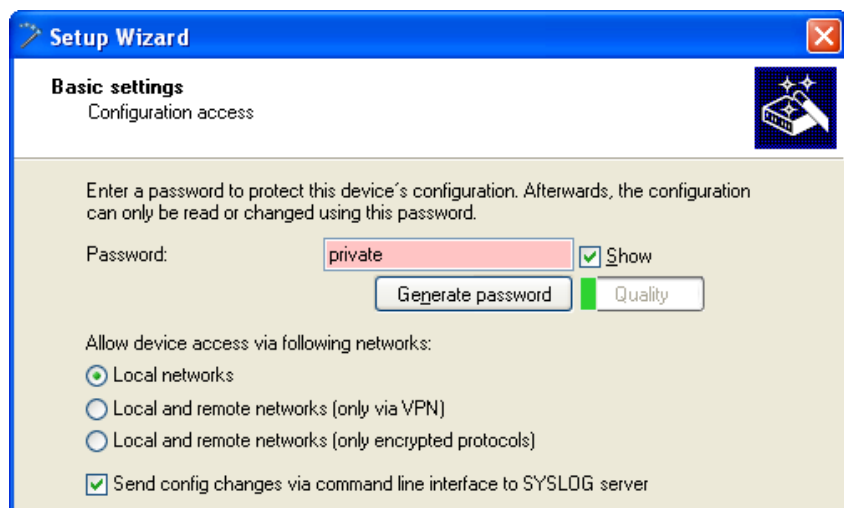 Setup Wizard
Basic settings
Configuration access
Enter a password to protect this device´s configuration. Afterwards, the configuration
can only be read or changed using this password.
Password:
private
Show
Generate password
Quality
Allow device access via following networks:
Local networks
Local and remote networks (only via VPN)
Local and remote networks (only encrypted protocols)
Send config changes via command line interface to SYSLOG server